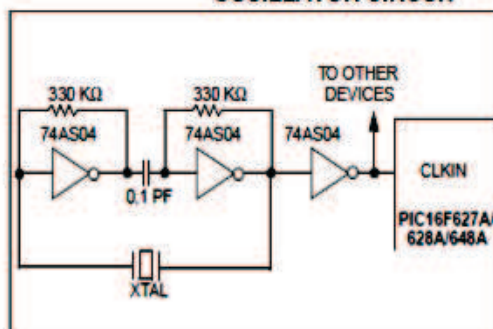 330 KΩ
330 KΩ
TO OTHER
DEVICES
74AS04
74AS04
74AS04
CLKIN
0.1 PF
PIC16F627A/
628A/648A
XTAL